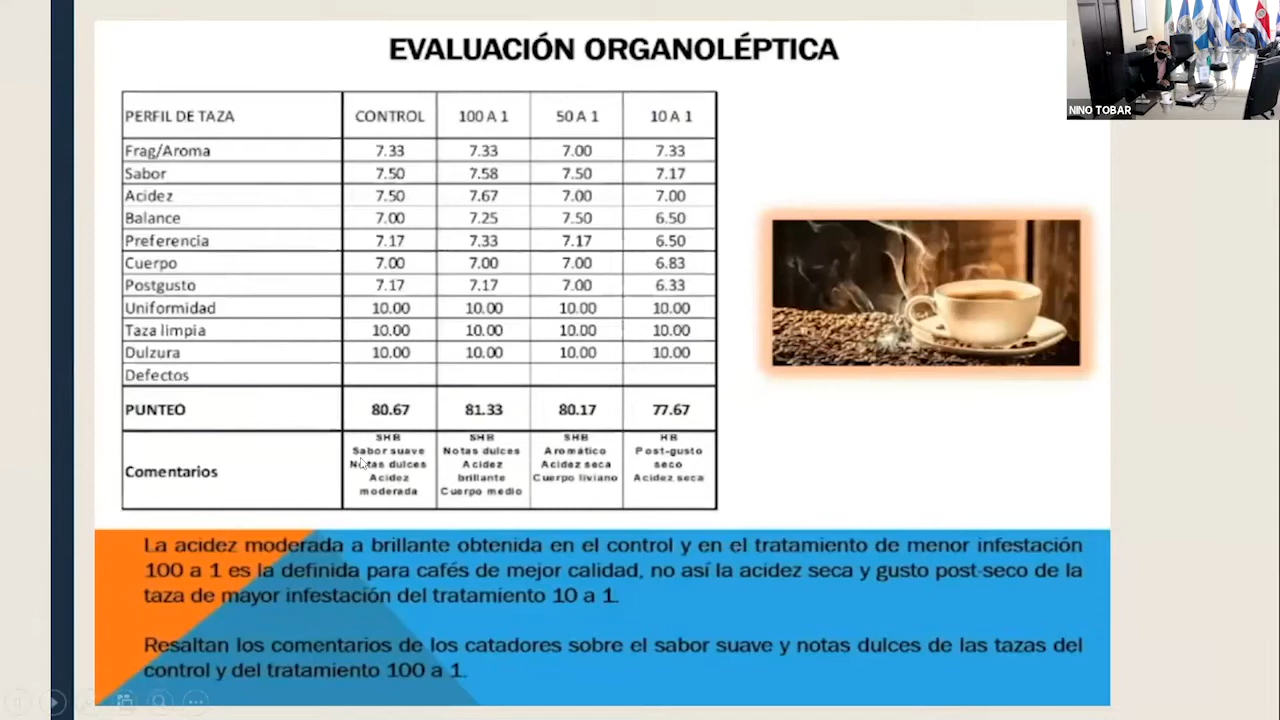 EVALUACIÓN ORGANOLÉPTICA
NINO TOBAR
PERFIL DE TAZA CONTROL 100 A 1 50 A 1 10 A 1
Frag/Aroma 7.33 7.33 7.00 7.33
Sabor 7.50 7.58 7.50 7.17
Acidez 7.50 7.67 7.00 7.00
Balance 7.00 7.25 7.50 6.50
Preferencia 7.17 7.33 7.17 6.50
Cuerpo 7.00 7.00 7.00 6.83
Postgusto 7.17 7.17 7.00 6.33
Uniformidad 10.00 10.00 10.00 10.00
Taza limpia 10.00 10.00 10.00 10.00
Dulzura 10.00 10.00 10.00 10.00
Defectos
PUNTEO 80.67 81.33 80.17 77.67
Comentarios
SHB
Sabor suave
Notas dulces
Acidez
moderada
SHB
Notas dulces
Acidez
brillante
Cuerpo medio
SHB
Aromático
Acidez seca
Cuerpo liviano
HB
Post-gusto
seco
Acidez seca
La acidez moderada a brillante obtenida en el control y en el tratamiento de menor infestación
100 a 1 es la definida para cafés de mejor calidad, no así la acidez seca y gusto post-seco de la
taza de mayor infestación del tratamiento 10 a 1.
Resaltan los comentarios de los catadores sobre el sabor suave y notas dulces de las tazas del
control y del tratamiento 100 a 1.